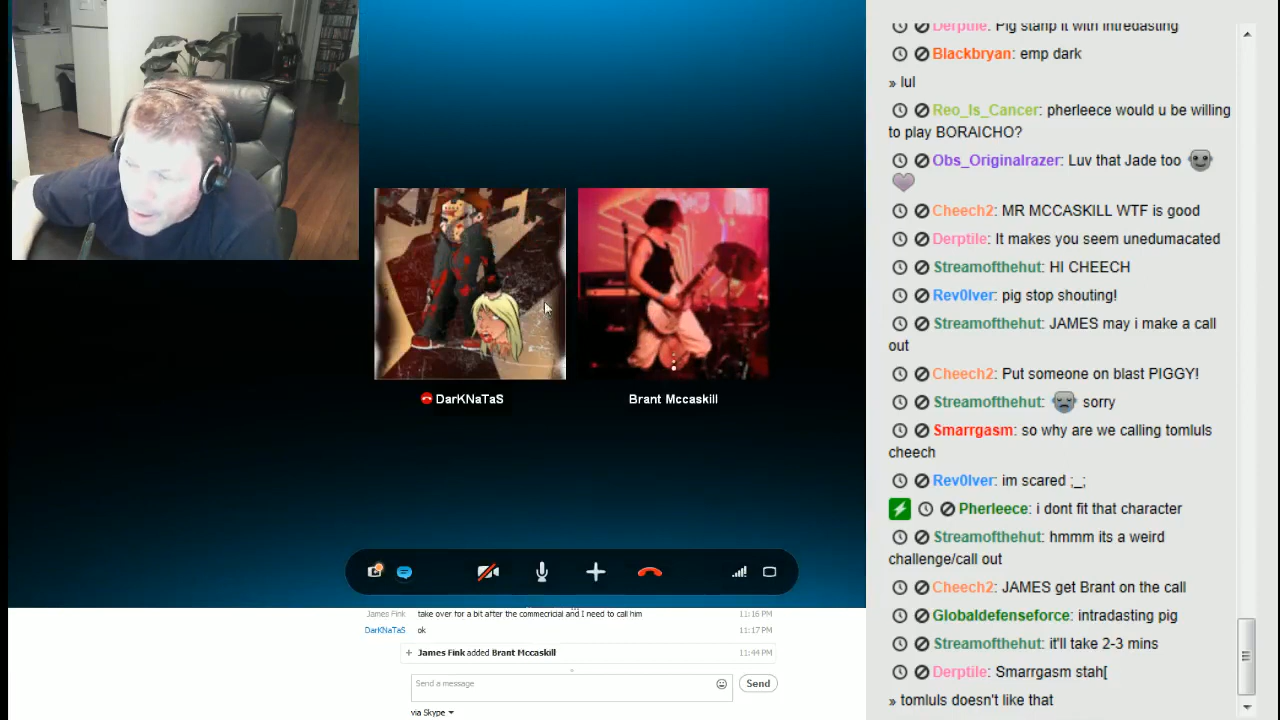 Derptile: Pig stamp it with intredasting
Blackbryan: emp dark
» lul
Reo_Is_Cancer: pherleece would u be willing
to play BORAICHO?
Obs_Originalrazer: Luv that Jade too
Cheech2: MR MCCASKILL WTF is good
Derptile: It makes you seem unedumacated
Streamofthehut: HI CHEECH
Rev0lver: pig stop shouting!
Streamofthehut: JAMES may i make a call
out
Cheech2: Put someone on blast PIGGY!
Streamofthehut: sorry
Smarrgasm: so why are we calling tomluls
cheech
Rev0lver: im scared ;_;
Pherleece: i dont fit that character
Streamofthehut: hmmm its a weird
challenge/call out
Cheech2: JAMES get Brant on the call
Globaldefenseforce: intradasting pig
Streamofthehut: it'll take 2-3 mins
Derptile: Smarrgasm stah[
» tomluls doesn't like that
DarKNaTaS
Brant Mccaskill
James Fink take over for a bit after the commecricial and I need to call him 11:16 PM
DarKNaTaS ok 11:17 PM
+ James Fink added Brant Mccaskill 11:44 PM
Send a message
Send
via Skype